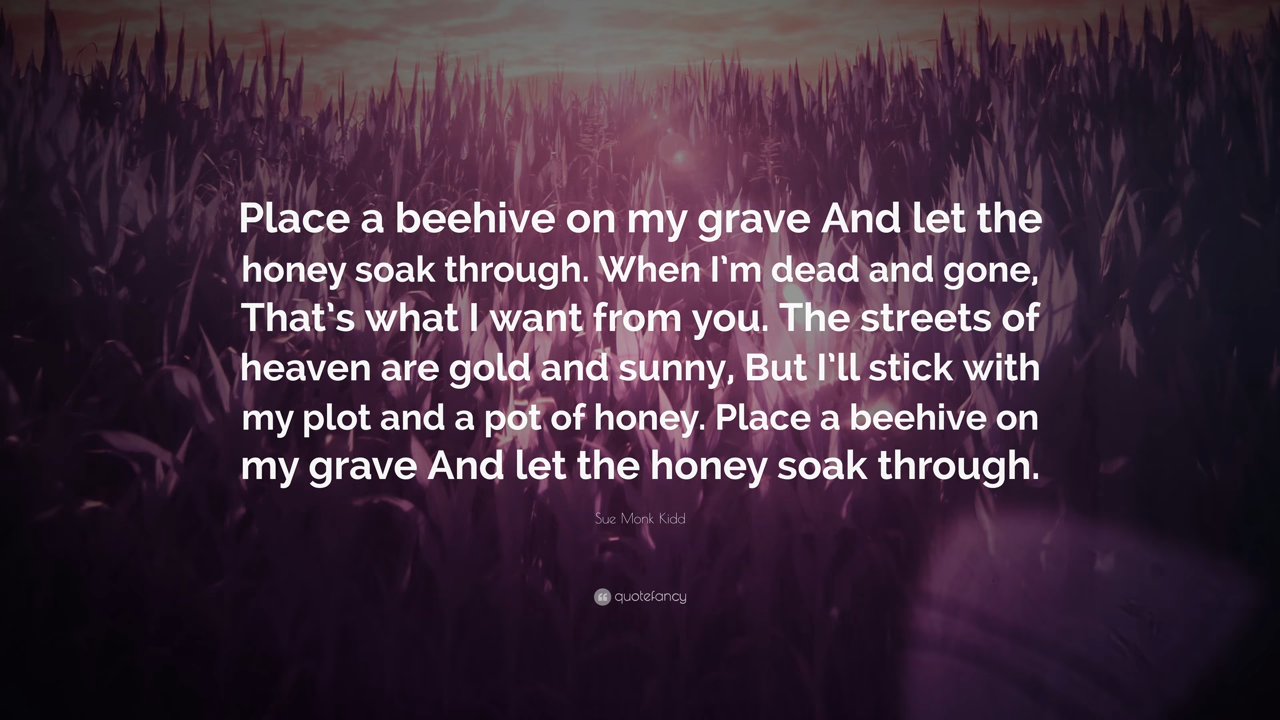 Place a beehive on my grave And let the
honey soak through. When I’m dead and gone,
That’s what I want from you. The streets of
heaven are gold and sunny, But I’ll stick with
my plot and a pot of honey. Place a beehive on
my grave And let the honey soak through.
Sue Monk Kidd
quotefancy